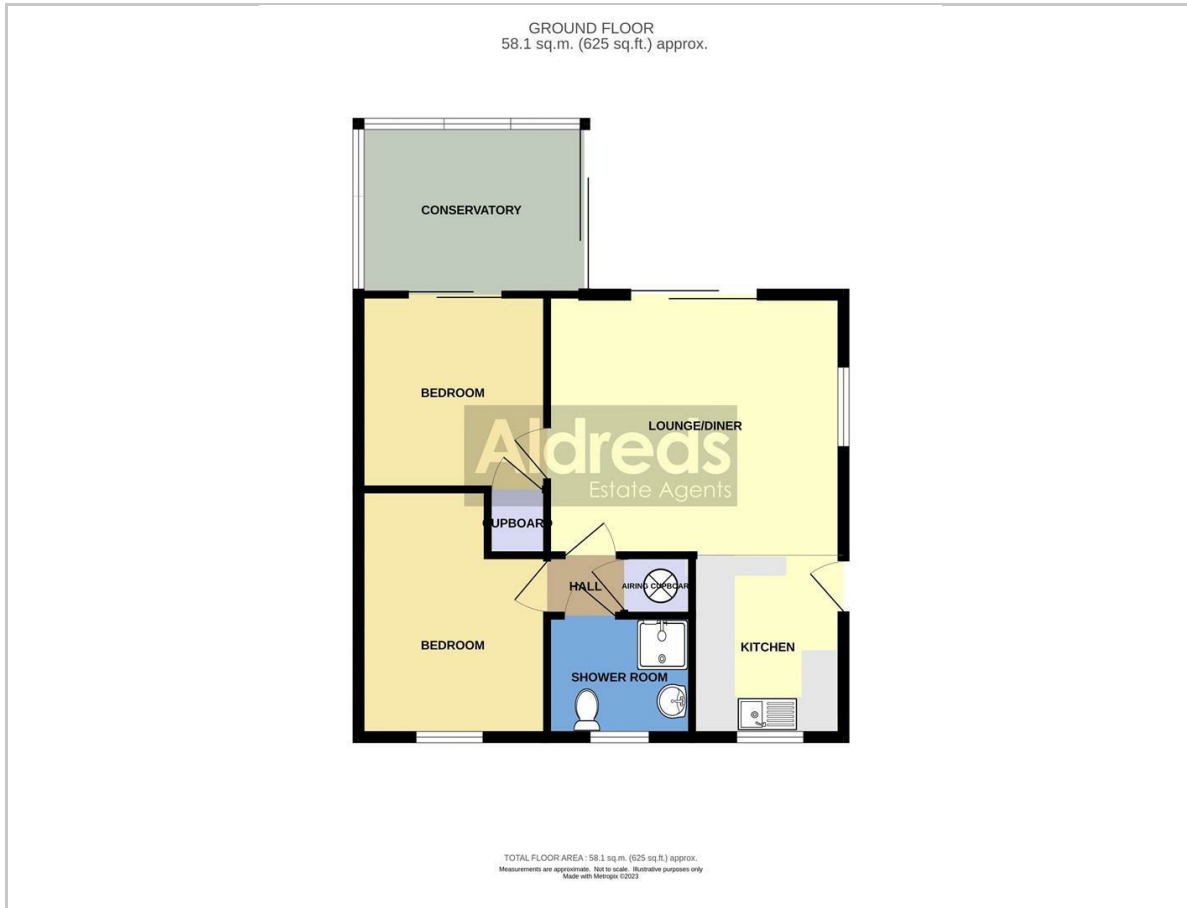 GROUND FLOOR
58.1 sq.m. (625 sq.ft.) approx.
CONSERVATORY
BEDROOM
LOUNGE/DINER
Aldreds
Estate Agents
CUPBOARD
HALL
AIRING CUPBOARD
BEDROOM
KITCHEN
SHOWER ROOM
TOTAL FLOOR AREA : 58.1 sq.m. (625 sq.ft.) approx.
Measurements are approximate. Not to scale. Illustrative purposes only
Made with Metropix ©2023